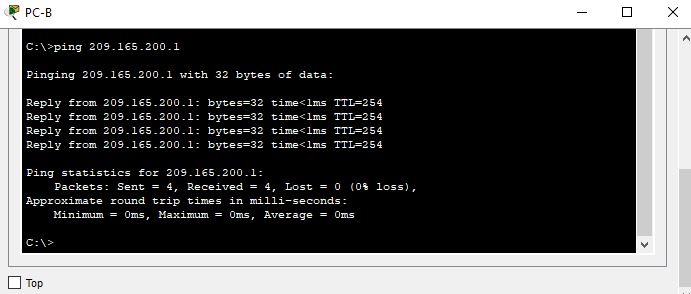 PC-B
C:\>ping 209.165.200.1
Pinging 209.165.200.1 with 32 bytes of data:
Reply from 209.165.200.1: bytes=32 time<1ms TTL=254
Reply from 209.165.200.1: bytes=32 time<1ms TTL=254
Reply from 209.165.200.1: bytes=32 time<1ms TTL=254
Reply from 209.165.200.1: bytes=32 time<1ms TTL=254
Ping statistics for 209.165.200.1:
    Packets: Sent = 4, Received = 4, Lost = 0 (0% loss),
Approximate round trip times in milli-seconds:
    Minimum = 0ms, Maximum = 0ms, Average = 0ms
C:\>
Top